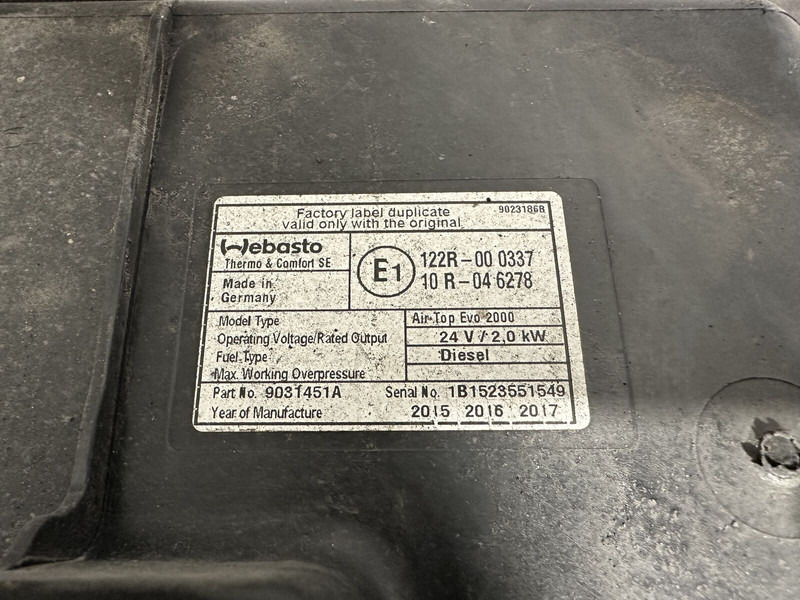 Factory label duplicate
valid only with the original.
9023186B
Webasto
Thermo & Comfort SE
Made in
Germany
E1
122R-00 0337
10 R-04 6278
Model Type Air Top Evo 2000
Operating Voltage/Rated Output 24 V / 2,0 kW
Fuel Type Diesel
Max. Working Overpressure
Part No. 9031451A Serial No. 1B1523551549
Year of Manufacture 2015 2016 2017